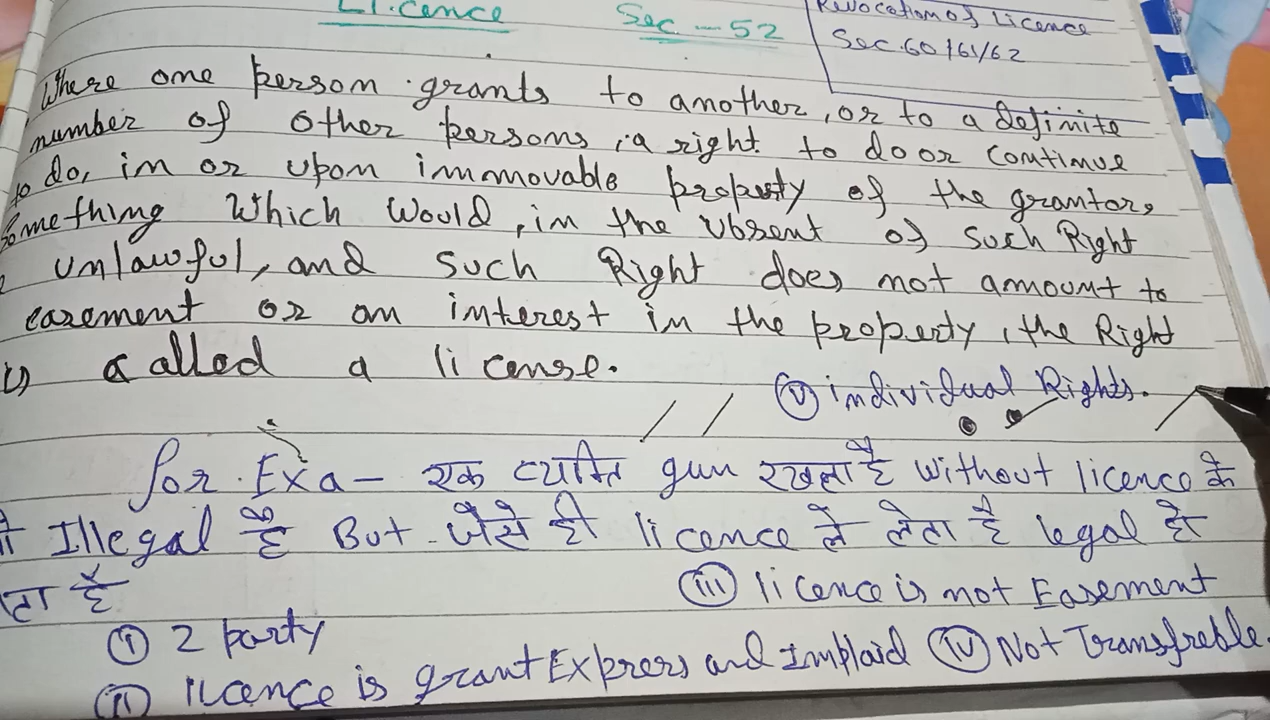 Licence Sec - 52
Revocation of licence
Sec. 60/61/62
Where one person grants to another, or to a definite
number of other persons, a right to do or continue
to do, in or upon immovable property of the grantor,
Something which would, in the absent of such Right
unlawful, and such Right does not amount to
easement or an interest in the property, the Right
called a license.
(v) individual Rights.
for Exa - एक व्यक्ति gun रखता है without licence के
Illegal है But जैसे ही licence ले लेता है legal हो
है
(iii) licence is not Easement
(i) 2 party
(ii) licence is grant Express and Implaid (iv) Not Transfreble